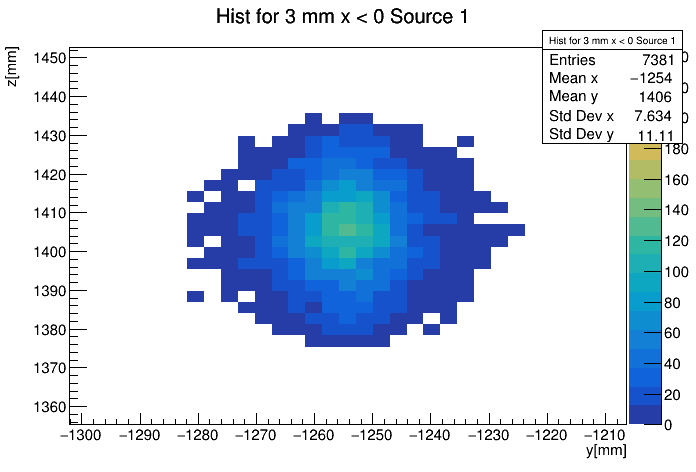 Hist for 3 mm x < 0 Source 1
z[mm]
1450
1440
1430
1420
1410
1400
1390
1380
1370
1360
−1300 −1290 −1280 −1270 −1260 −1250 −1240 −1230 −1220 −1210
y[mm]
Hist for 3 mm x < 0 Source 1
Entries 7381
Mean x −1254
Mean y 1406
Std Dev x 7.634
Std Dev y 11.11
180
160
140
120
100
80
60
40
20
0